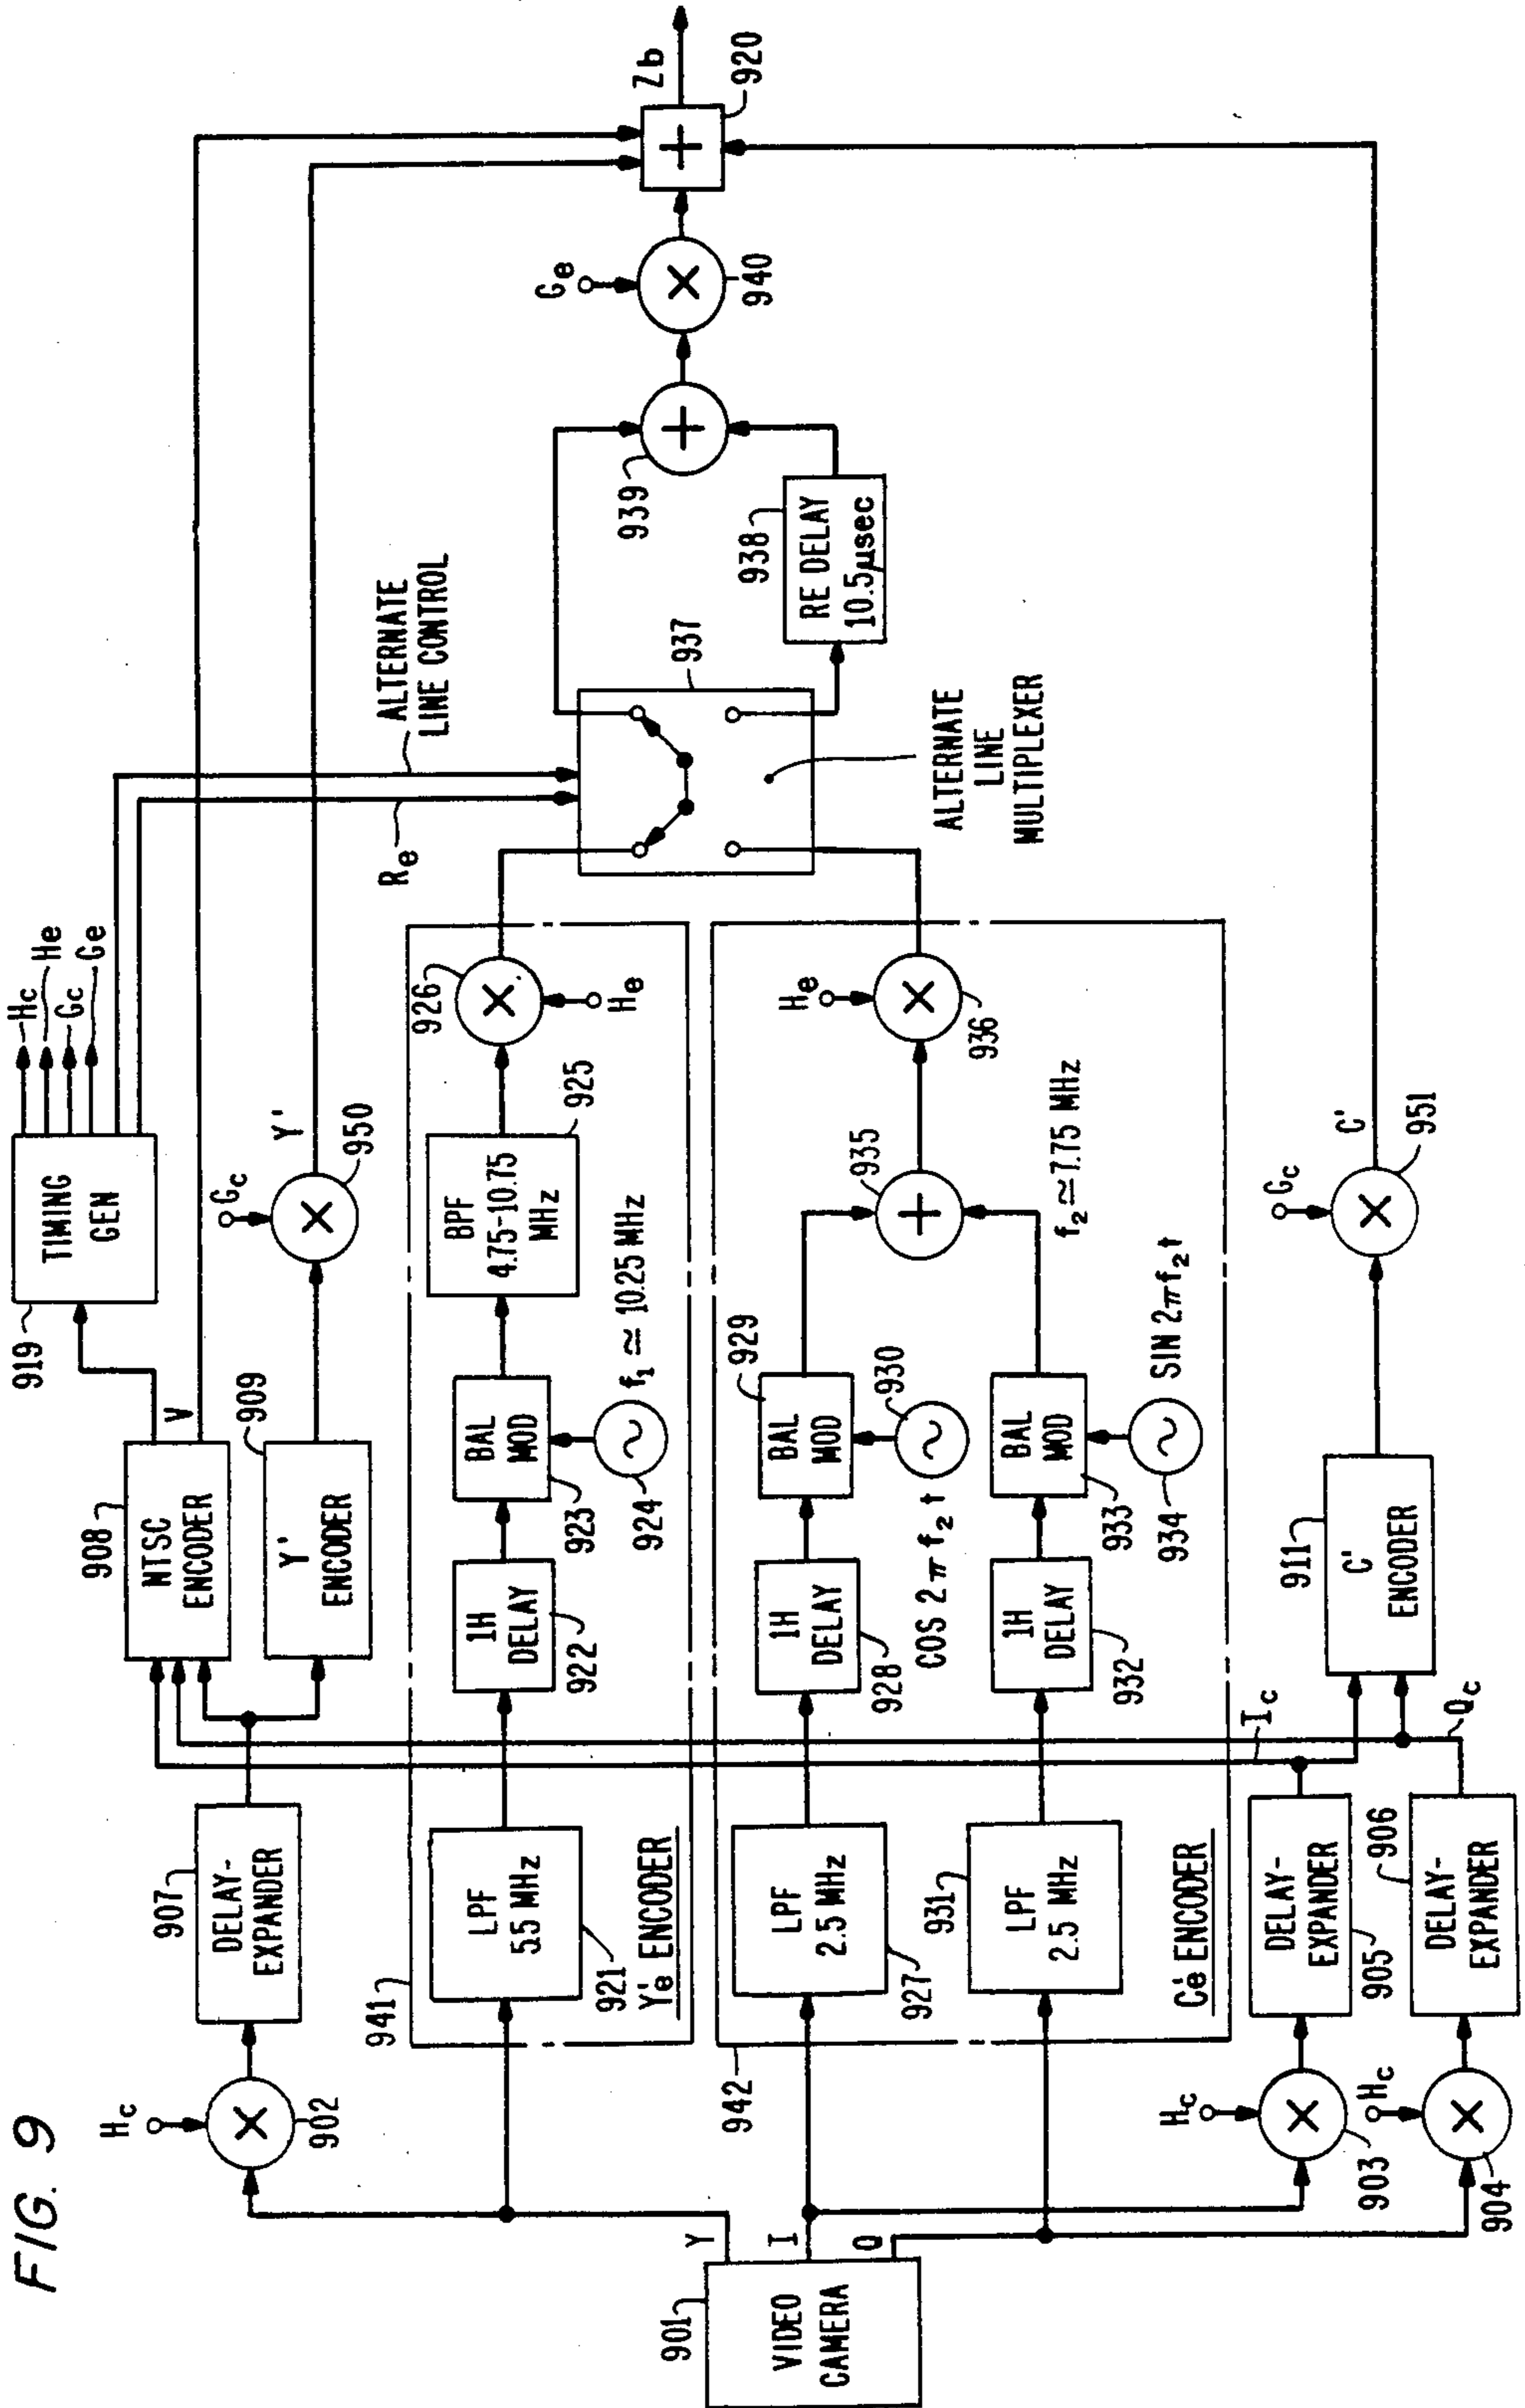 FIG. 9
901
VIDEO
CAMERA
Y
I
Q
Hc
902
907
DELAY-
EXPANDER
908
NTSC
ENCODER
V
919
TIMING
GEN
Hc
He
Gc
Ge
909
Y'
ENCODER
Gc
950
Y'
Re
ALTERNATE
LINE CONTROL
941
LPF
5.5 MHz
921
Y'e ENCODER
1H
DELAY
922
BAL
MOD
923
924
f1 ≃ 10.25 MHz
BPF
4.75-10.75
MHz
925
926
He
942
LPF
2.5 MHz
927
1H
DELAY
928
BAL
MOD
929
930
COS 2πf2t
LPF
2.5 MHz
931
C'e ENCODER
1H
DELAY
932
BAL
MOD
933
934
SIN 2πf2t
935
f2 ≃ 7.75 MHz
He
936
937
ALTERNATE
LINE
MULTIPLEXER
RE DELAY
10.5μsec
938
939
Ge
940
Zb
920
Hc
903
DELAY-
EXPANDER
905
Ic
Hc
904
DELAY-
EXPANDER
906
Qc
911
C'
ENCODER
Gc
951
C'